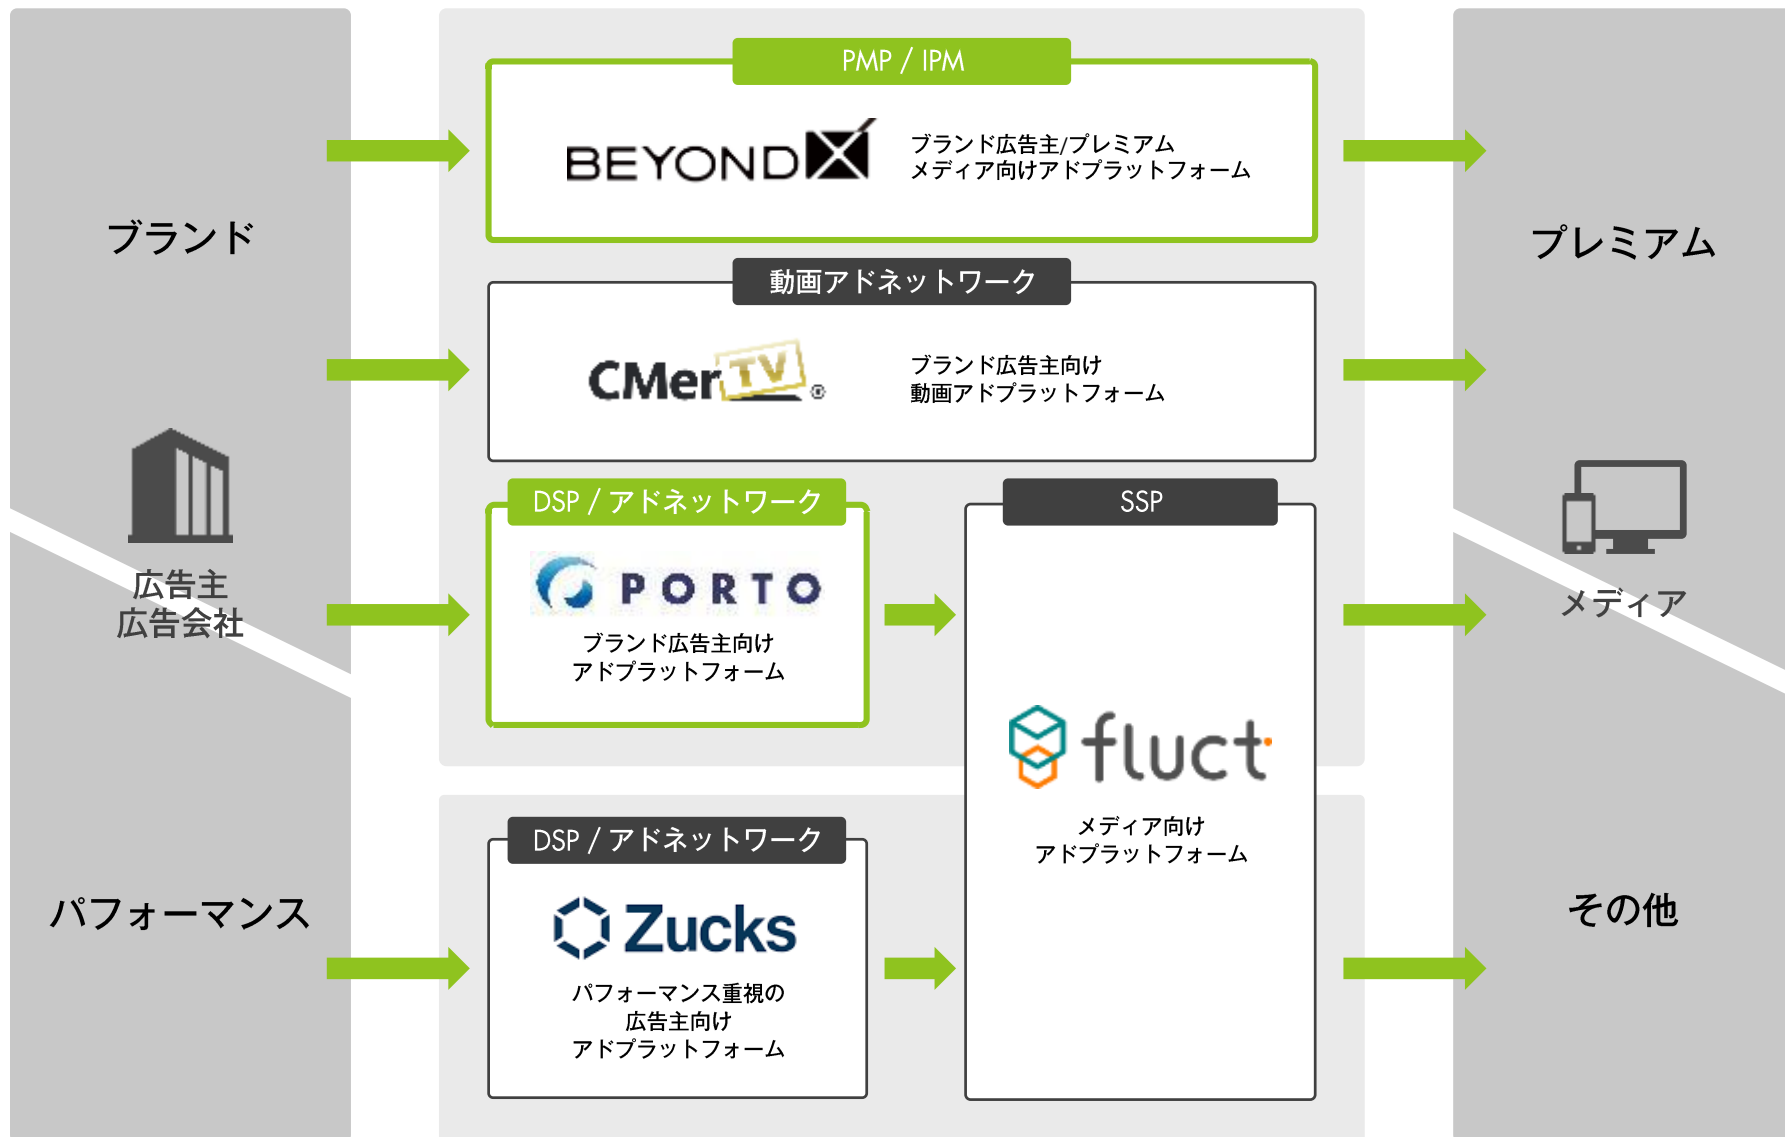 ブランド
広告主
広告会社
パフォーマンス
PMP / IPM
BEYONDX
ブランド広告主/プレミアム
メディア向けアドプラットフォーム
動画アドネットワーク
CMerTV®
ブランド広告主向け
動画アドプラットフォーム
DSP / アドネットワーク
PORTO
ブランド広告主向け
アドプラットフォーム
SSP
fluct
メディア向け
アドプラットフォーム
DSP / アドネットワーク
Zucks
パフォーマンス重視の
広告主向け
アドプラットフォーム
プレミアム
メディア
その他